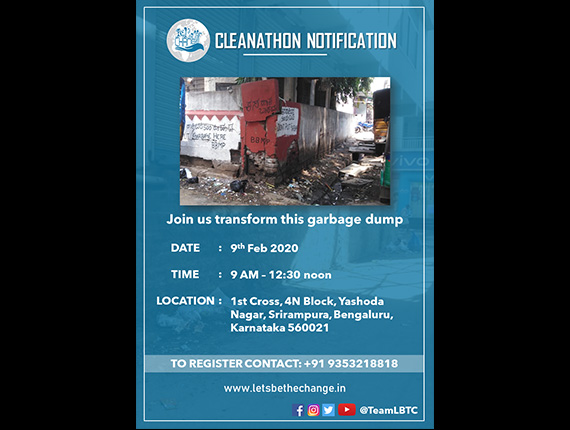 CLEANATHON NOTIFICATION
BBMP
Join us transform this garbage dump
DATE : 9th Feb 2020
TIME : 9 AM – 12:30 noon
LOCATION : 1st Cross, 4N Block, Yashoda
Nagar, Srirampura, Bengaluru,
Karnataka 560021
TO REGISTER CONTACT: +91 9353218818
www.letsbethechange.in
@TeamLBTC
vivo